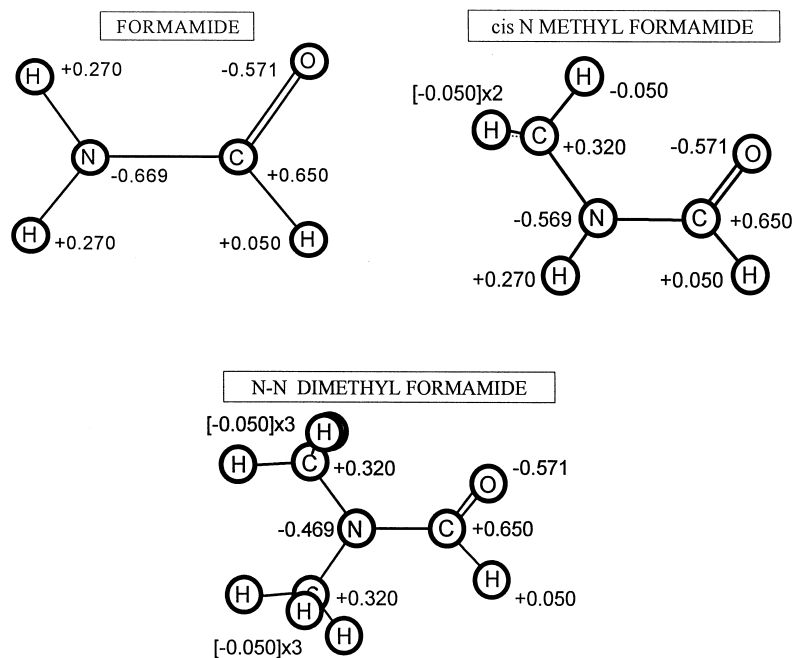 FORMAMIDE
H +0.270 -0.571 O
N -0.669 C +0.650
H +0.270 +0.050 H
cis N METHYL FORMAMIDE
[-0.050]x2 H -0.050
H C +0.320 -0.571 O
-0.569 N C +0.650
+0.270 H +0.050 H
N-N DIMETHYL FORMAMIDE
[-0.050]x3 H
H C +0.320 O -0.571
-0.469 N C +0.650
H C +0.320 H +0.050
H
[-0.050]x3 H